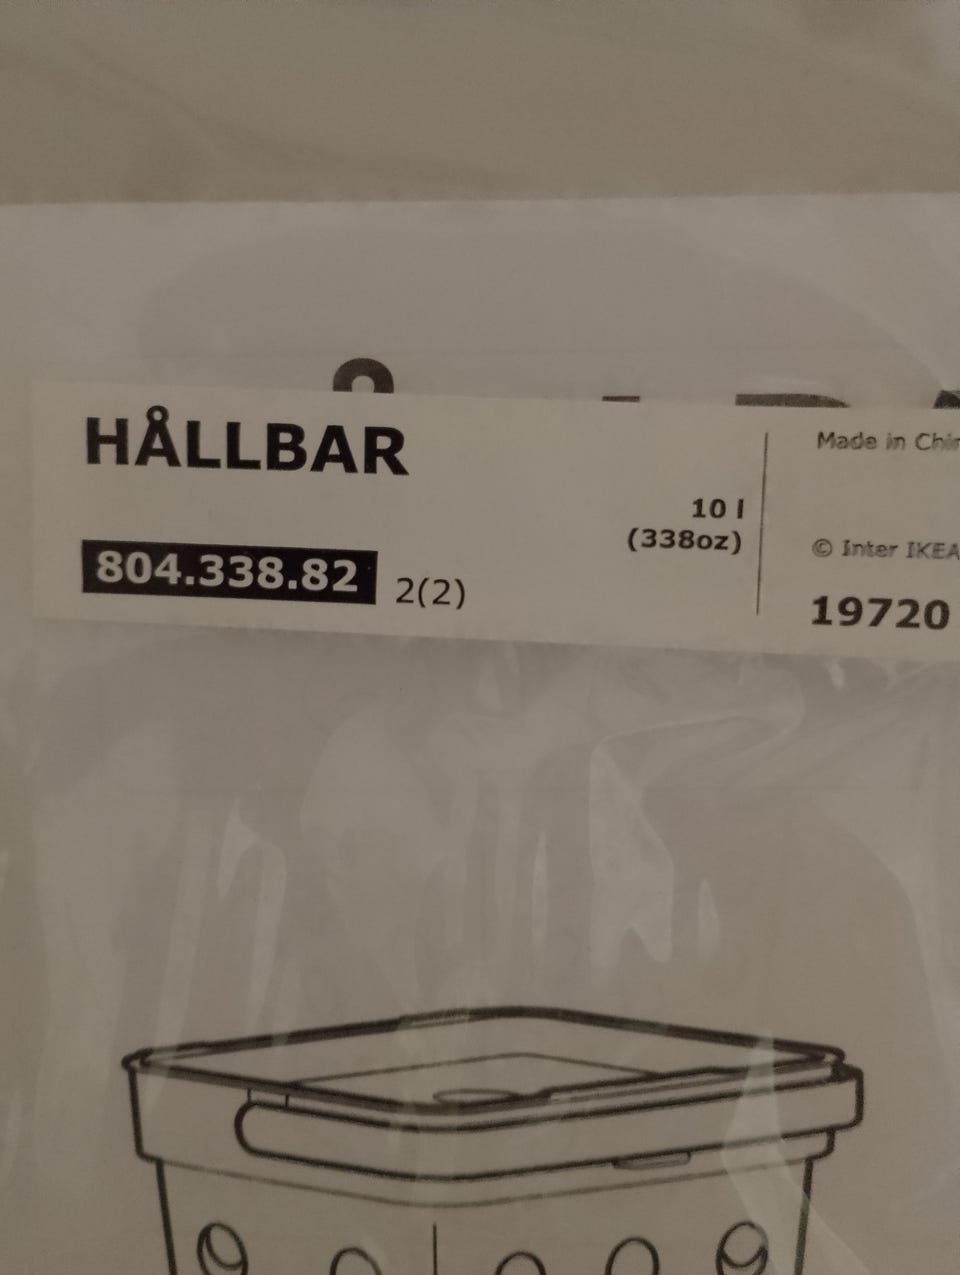 HÅLLBAR
804.338.82 2(2)
10 l
(338oz)
Made in
© Inter IKEA
19720